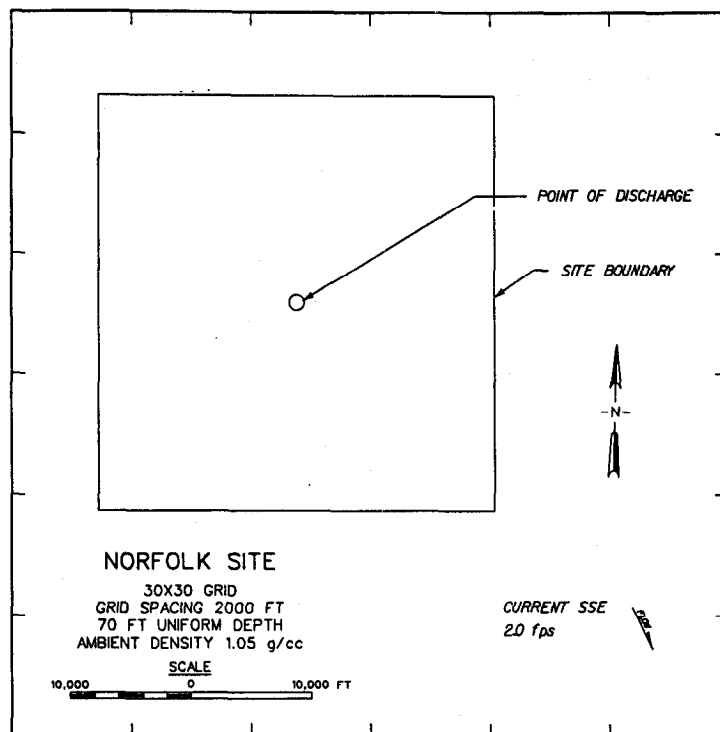 POINT OF DISCHARGE
SITE BOUNDARY
-N-
NORFOLK SITE
30X30 GRID
GRID SPACING 2000 FT
70 FT UNIFORM DEPTH
AMBIENT DENSITY 1.05 g/cc
SCALE
10,000 0 10,000 FT
CURRENT SSE
2.0 fps
FLOW